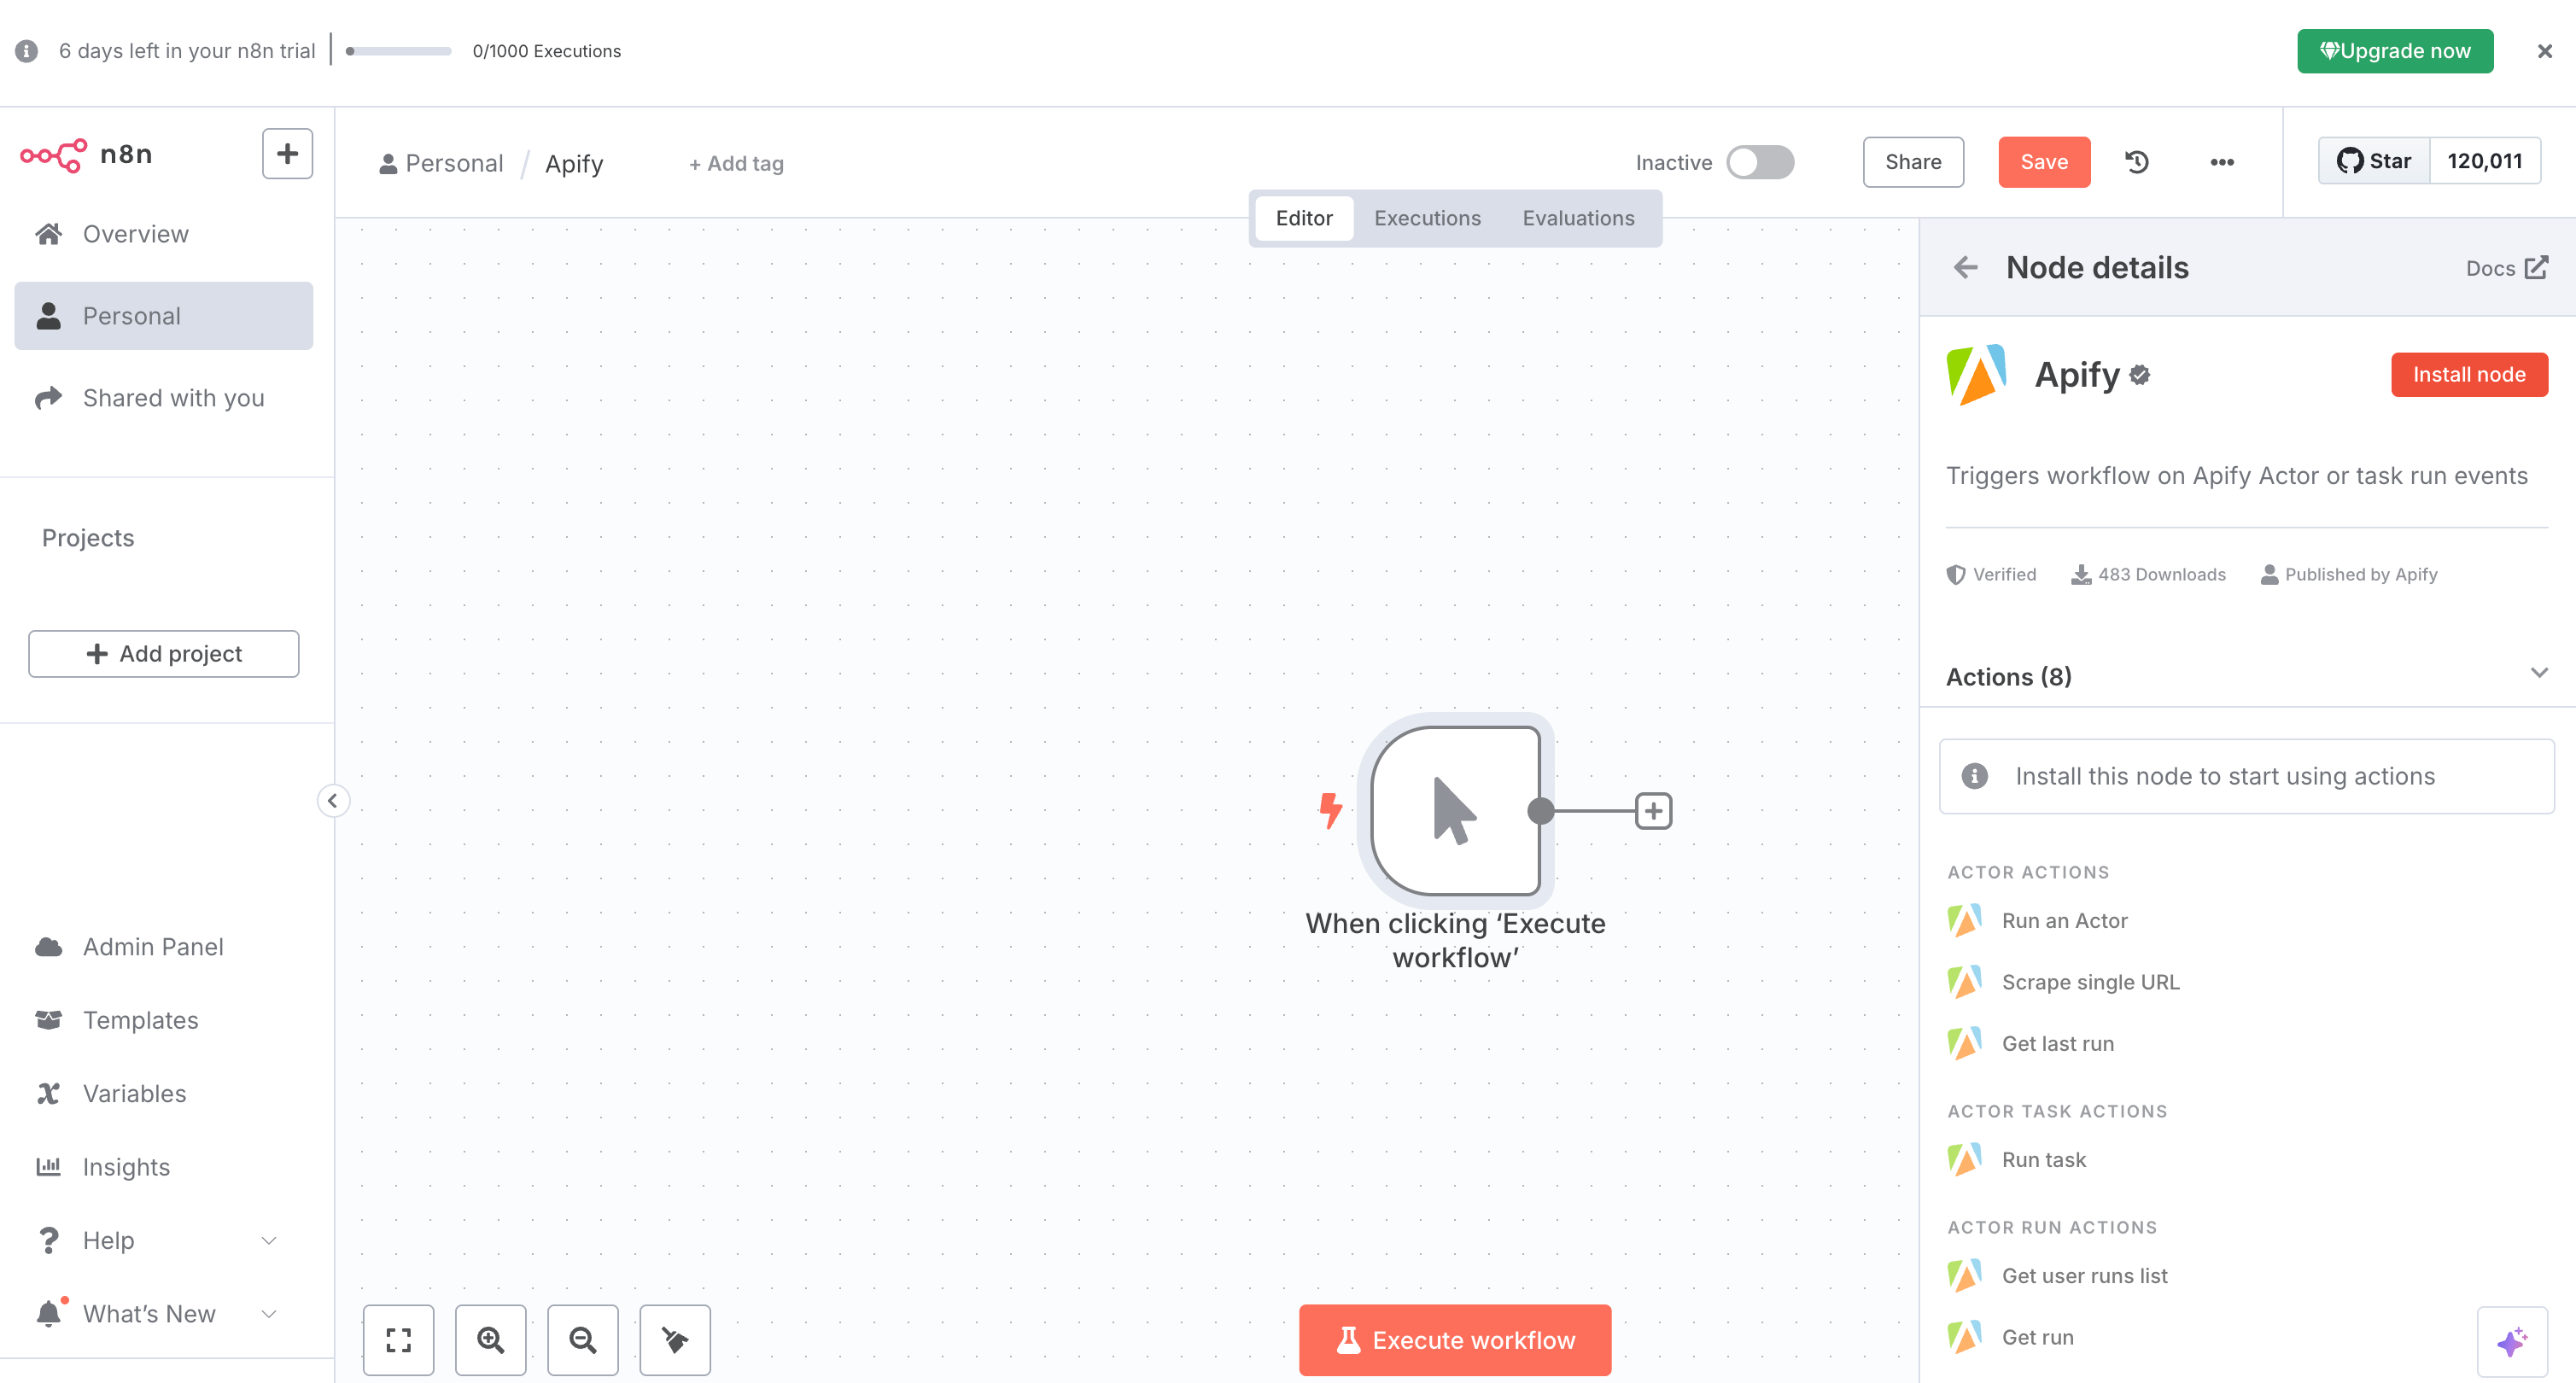 6 days left in your n8n trial
0/1000 Executions
Upgrade now
n8n
Overview
Personal
Shared with you
Projects
Add project
Admin Panel
Templates
Variables
Insights
Help
What’s New
Personal / Apify
+ Add tag
Inactive
Share
Save
Star
120,011
Editor
Executions
Evaluations
When clicking ‘Execute
workflow’
Execute workflow
Node details
Docs
Apify
Install node
Triggers workflow on Apify Actor or task run events
Verified
483 Downloads
Published by Apify
Actions (8)
Install this node to start using actions
ACTOR ACTIONS
Run an Actor
Scrape single URL
Get last run
ACTOR TASK ACTIONS
Run task
ACTOR RUN ACTIONS
Get user runs list
Get run